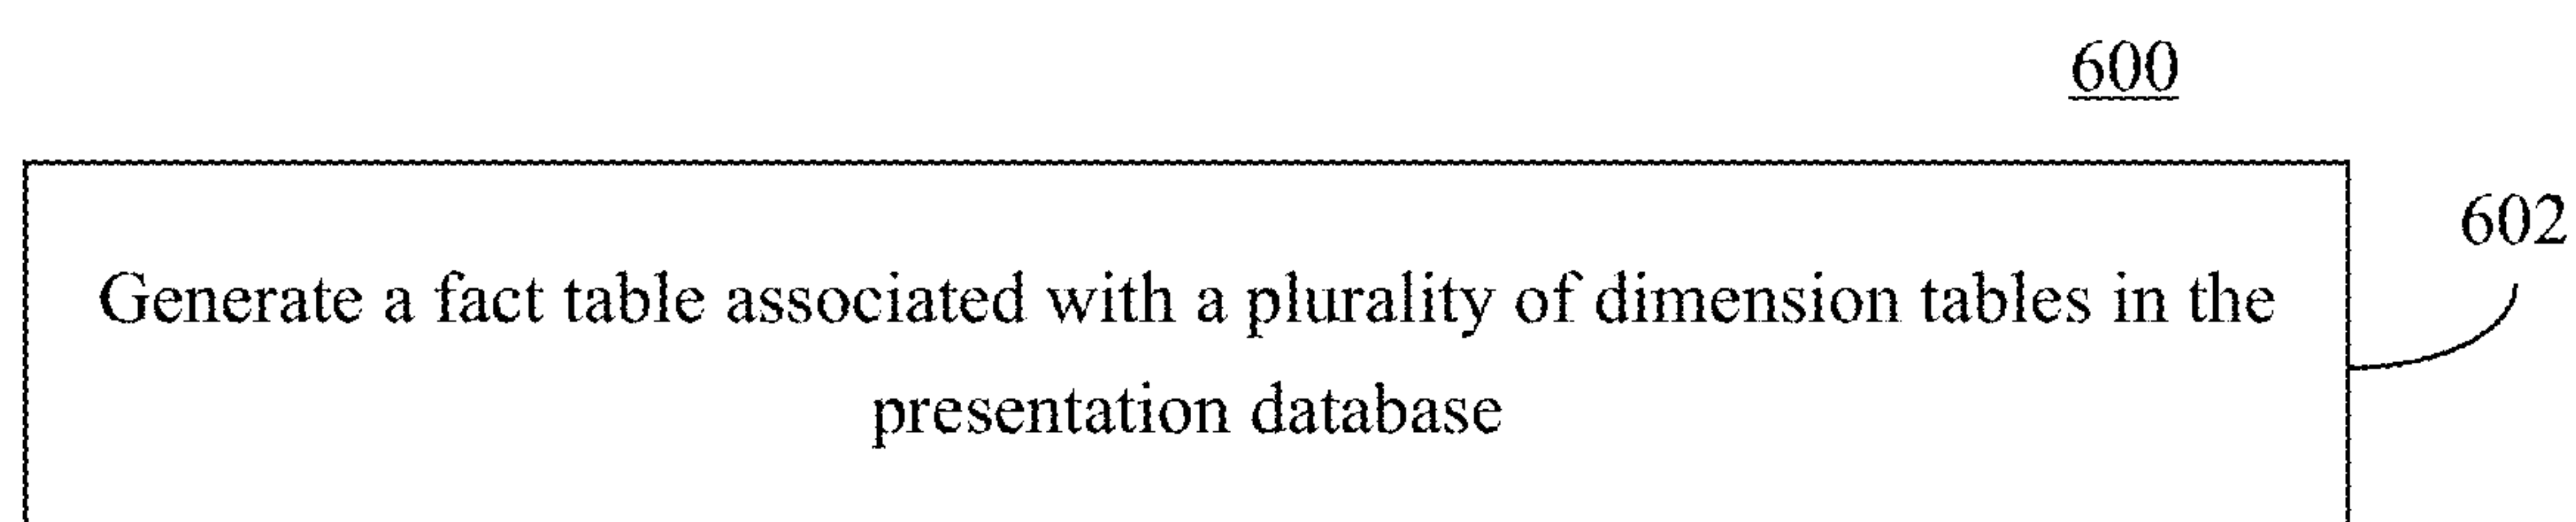 600
602
Generate a fact table associated with a plurality of dimension tables in the
presentation database